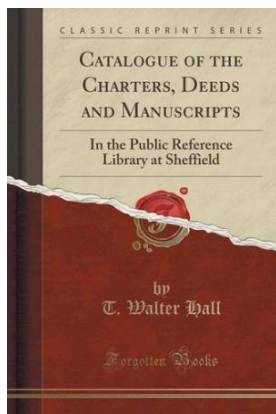 CLASSIC REPRINT SERIES
CATALOGUE OF THE
CHARTERS, DEEDS AND
MANUSCRIPTS
In the Public Reference
Library at Sheffield
by
T. Walter Hall
Forgotten Books